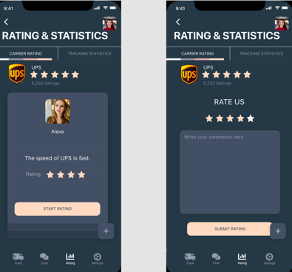 9:41
RATING & STATISTICS
CARRIER RATING
TRACKING STATISTICS
ups
UPS
5,255 Ratings
Alexa
The speed of UPS is fast.
Rating
START RATING
+
Track
Chat
Rating
Settings
9:41
RATING & STATISTICS
CARRIER RATING
TRACKING STATISTICS
ups
UPS
5,255 Ratings
RATE US
Write your comments here
SUBMIT RATING
+
Track
Chat
Rating
Settings